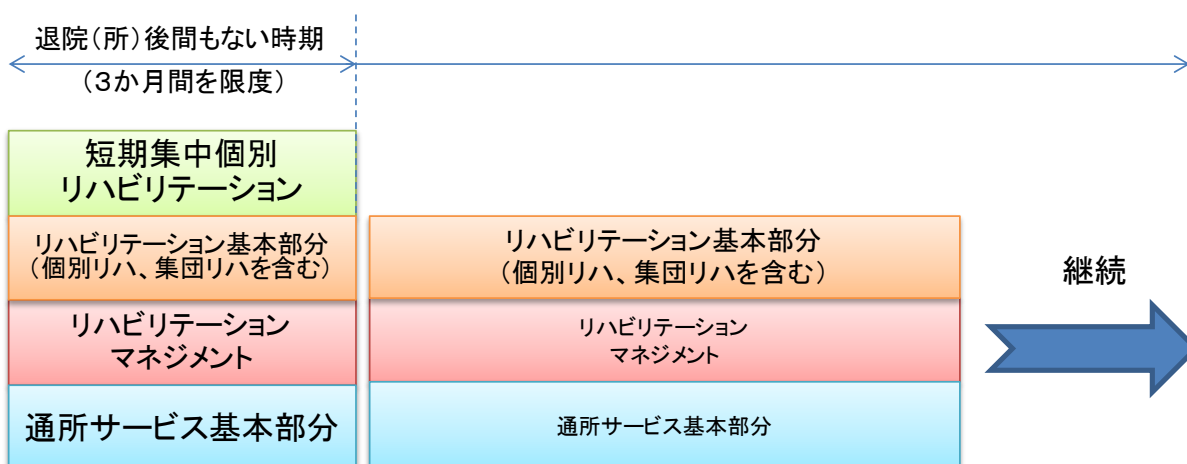 退院（所）後間もない時期
（３か月間を限度）
短期集中個別
リハビリテーション
リハビリテーション基本部分
（個別リハ、集団リハを含む）
リハビリテーション
マネジメント
通所サービス基本部分
リハビリテーション基本部分
（個別リハ、集団リハを含む）
リハビリテーション
マネジメント
通所サービス基本部分
継続